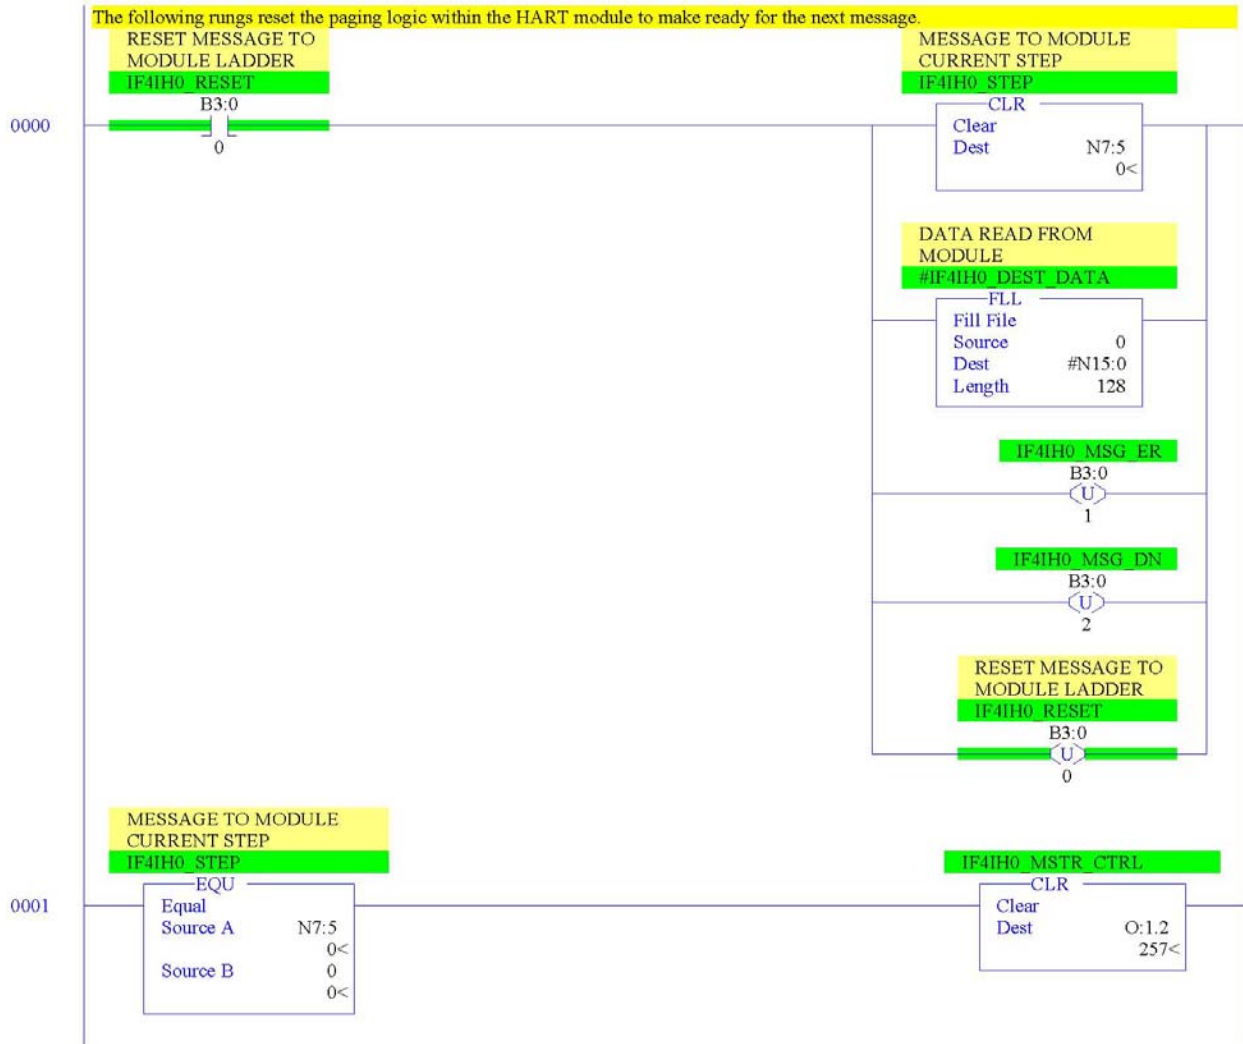 The following rungs reset the paging logic within the HART module to make ready for the next message.
RESET MESSAGE TO
MODULE LADDER
IF4IH0_RESET
B3:0
0
0000
MESSAGE TO MODULE
CURRENT STEP
IF4IH0_STEP
CLR
Clear
Dest N7:5
0<
DATA READ FROM
MODULE
#IF4IH0_DEST_DATA
FLL
Fill File
Source 0
Dest #N15:0
Length 128
IF4IH0_MSG_ER
B3:0
U
1
IF4IH0_MSG_DN
B3:0
U
2
RESET MESSAGE TO
MODULE LADDER
IF4IH0_RESET
B3:0
U
0
MESSAGE TO MODULE
CURRENT STEP
IF4IH0_STEP
EQU
0001
Equal
Source A N7:5
0<
Source B 0
0<
IF4IH0_MSTR_CTRL
CLR
Clear
Dest O:1.2
257<